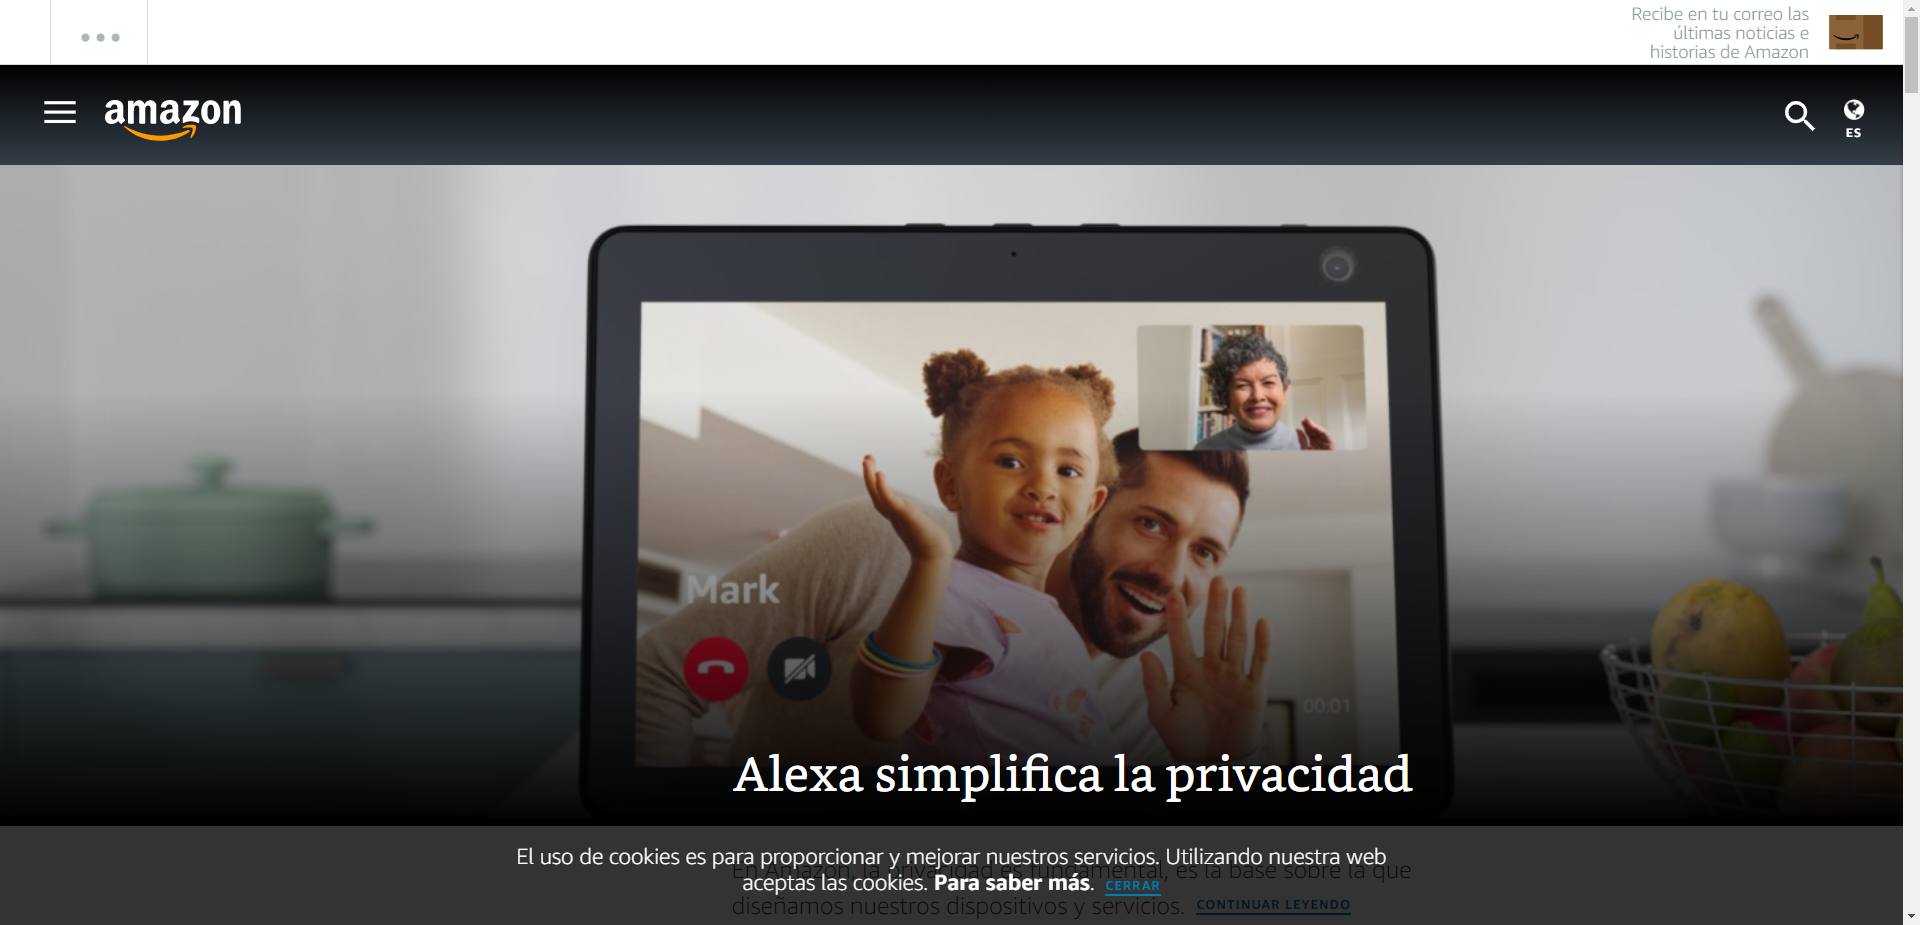 Recibe en tu correo las
últimas noticias e
historias de Amazon
amazon
ES
Mark
00:01
Alexa simplifica la privacidad
El uso de cookies es para proporcionar y mejorar nuestros servicios. Utilizando nuestra web
aceptas las cookies. Para saber más. CERRAR
En Amazon, la privacidad es fundamental, es la base sobre la que
diseñamos nuestros dispositivos y servicios. CONTINUAR LEYENDO